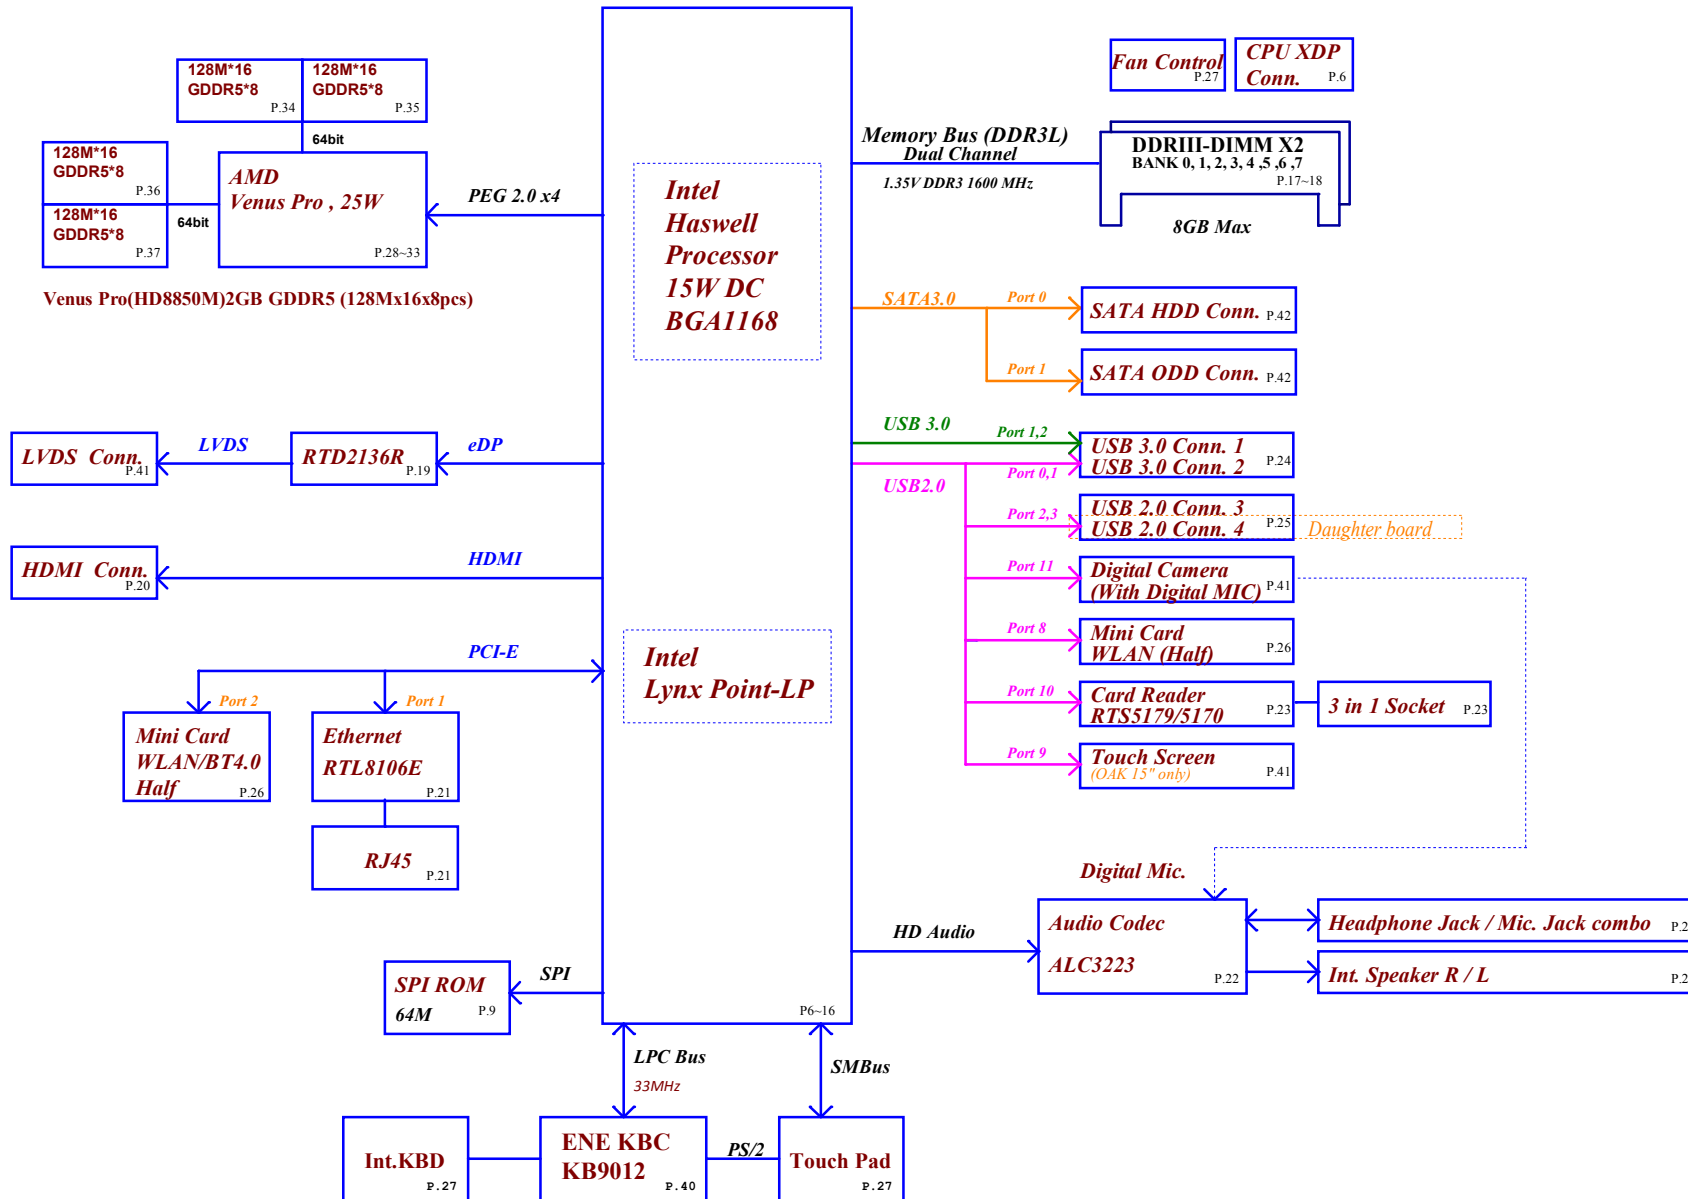 128M*16
GDDR5*8
P.34
128M*16
GDDR5*8
P.35
64bit
128M*16
GDDR5*8
P.36
128M*16
GDDR5*8
P.37
64bit
AMD
Venus Pro , 25W
P.28~33
PEG 2.0 x4
Venus Pro(HD8850M)2GB GDDR5 (128Mx16x8pcs)
Intel
Haswell
Processor
15W DC
BGA1168
Fan Control
P.27
CPU XDP
Conn.
P.6
Memory Bus (DDR3L)
Dual Channel
1.35V DDR3 1600 MHz
DDRIII-DIMM X2
BANK 0, 1, 2, 3, 4 ,5 ,6 ,7
P.17~18
8GB Max
SATA3.0
Port 0
SATA HDD Conn.
P.42
Port 1
SATA ODD Conn.
P.42
LVDS Conn.
P.41
LVDS
RTD2136R
P.19
eDP
USB 3.0
Port 1,2
USB2.0
Port 0,1
USB 3.0 Conn. 1
USB 3.0 Conn. 2
P.24
Port 2,3
USB 2.0 Conn. 3
USB 2.0 Conn. 4
P.25
Daughter board
HDMI Conn.
P.20
HDMI
Port 11
Digital Camera
(With Digital MIC)
P.41
Port 8
Mini Card
WLAN (Half)
P.26
Port 10
Card Reader
RTS5179/5170
P.23
3 in 1 Socket
P.23
Port 9
Touch Screen
(OAK 15" only)
P.41
PCI-E
Intel
Lynx Point-LP
Port 2
Mini Card
WLAN/BT4.0
Half
P.26
Port 1
Ethernet
RTL8106E
P.21
RJ45
P.21
Digital Mic.
HD Audio
Audio Codec
ALC3223
P.22
Headphone Jack / Mic. Jack combo
P.2
Int. Speaker R / L
P.2
SPI ROM
64M
P.9
SPI
P6~16
LPC Bus
33MHz
SMBus
Int.KBD
P.27
ENE KBC
KB9012
P.40
PS/2
Touch Pad
P.27